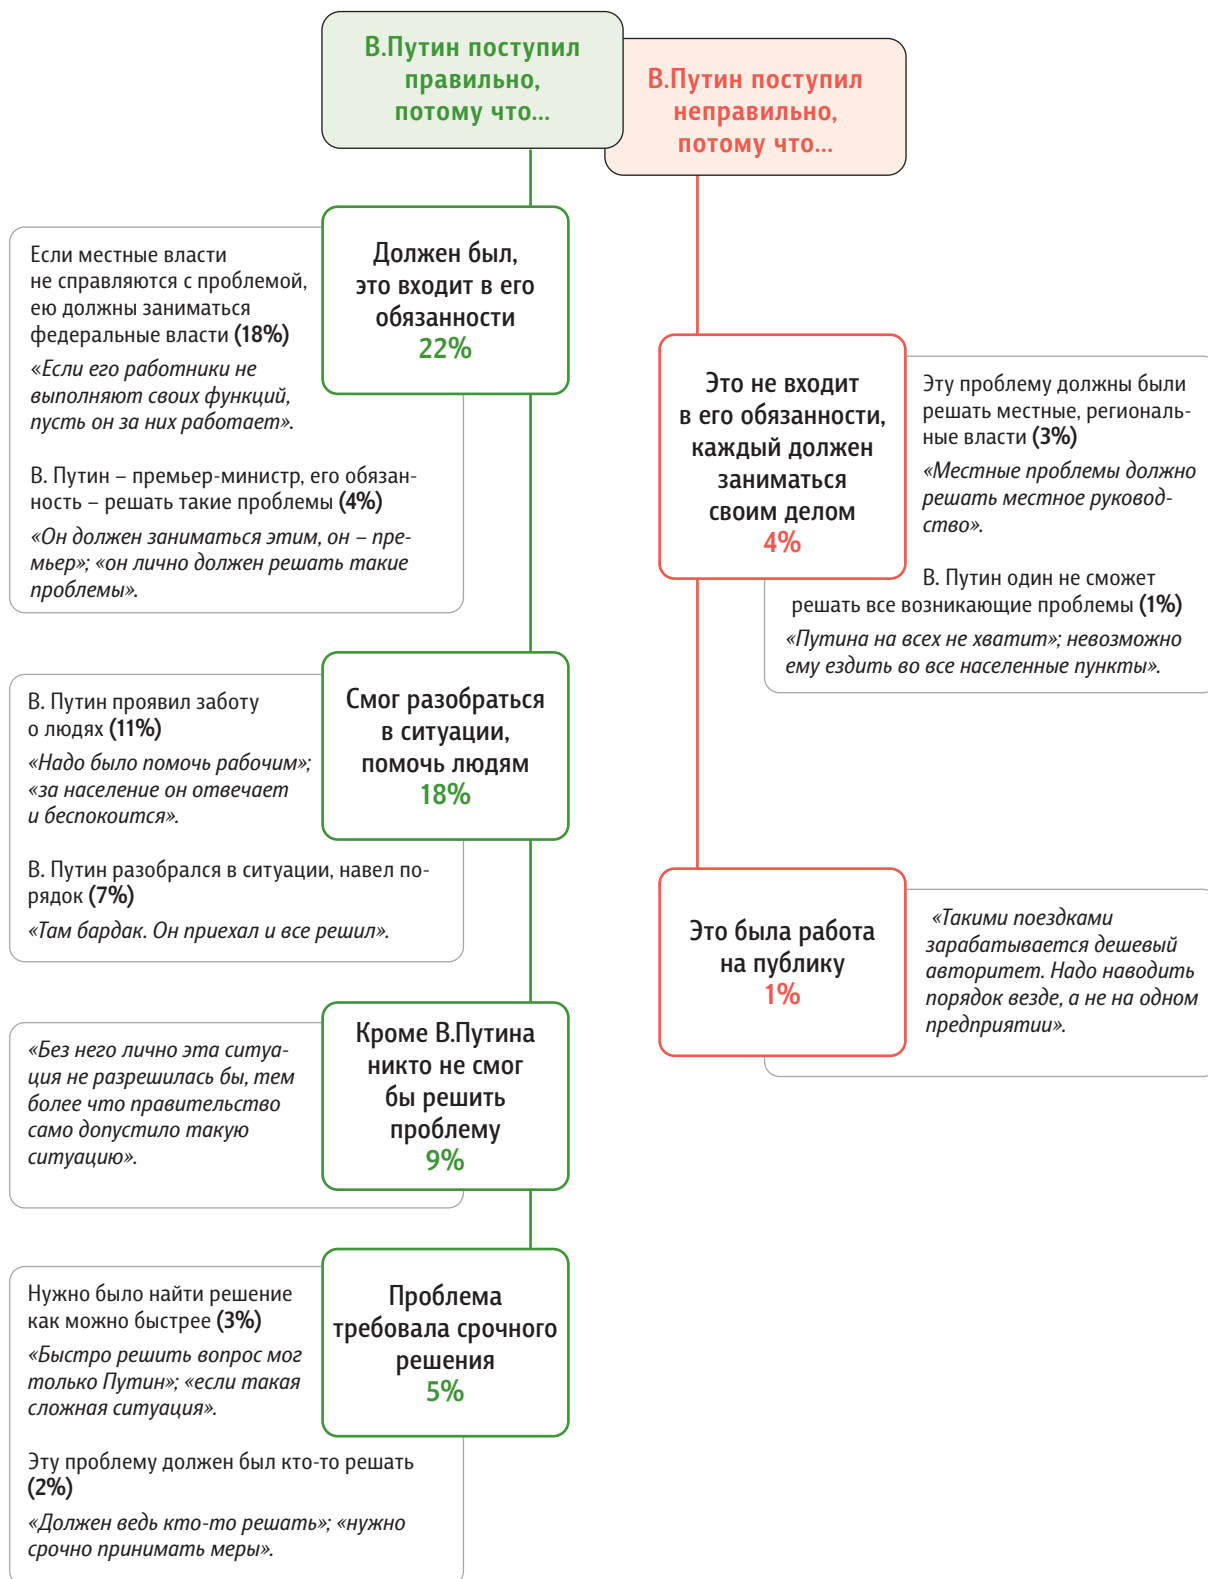 В.Путин поступил
правильно,
потому что...
В.Путин поступил
неправильно,
потому что...
Должен был,
это входит в его
обязанности
22%
Если местные власти
не справляются с проблемой,
ею должны заниматься
федеральные власти (18%)
«Если его работники не
выполняют своих функций,
пусть он за них работает».
В. Путин – премьер-министр, его обязан-
ность – решать такие проблемы (4%)
«Он должен заниматься этим, он – пре-
мьер»; «он лично должен решать такие
проблемы».
Смог разобраться
в ситуации,
помочь людям
18%
В. Путин проявил заботу
о людях (11%)
«Надо было помочь рабочим»;
«за население он отвечает
и беспокоится».
В. Путин разобрался в ситуации, навел по-
рядок (7%)
«Там бардак. Он приехал и все решил».
Кроме В.Путина
никто не смог
бы решить
проблему
9%
«Без него лично эта ситуа-
ция не разрешилась бы, тем
более что правительство
само допустило такую
ситуацию».
Проблема
требовала срочного
решения
5%
Нужно было найти решение
как можно быстрее (3%)
«Быстро решить вопрос мог
только Путин»; «если такая
сложная ситуация».
Эту проблему должен был кто-то решать
(2%)
«Должен ведь кто-то решать»; «нужно
срочно принимать меры».
Это не входит
в его обязанности,
каждый должен
заниматься
своим делом
4%
Эту проблему должны были
решать местные, региональ-
ные власти (3%)
«Местные проблемы должно
решать местное руковод-
ство».
В. Путин один не сможет
решать все возникающие проблемы (1%)
«Путина на всех не хватит»; невозможно
ему ездить во все населенные пункты».
Это была работа
на публику
1%
«Такими поездками
зарабатывается дешевый
авторитет. Надо наводить
порядок везде, а не на одном
предприятии».